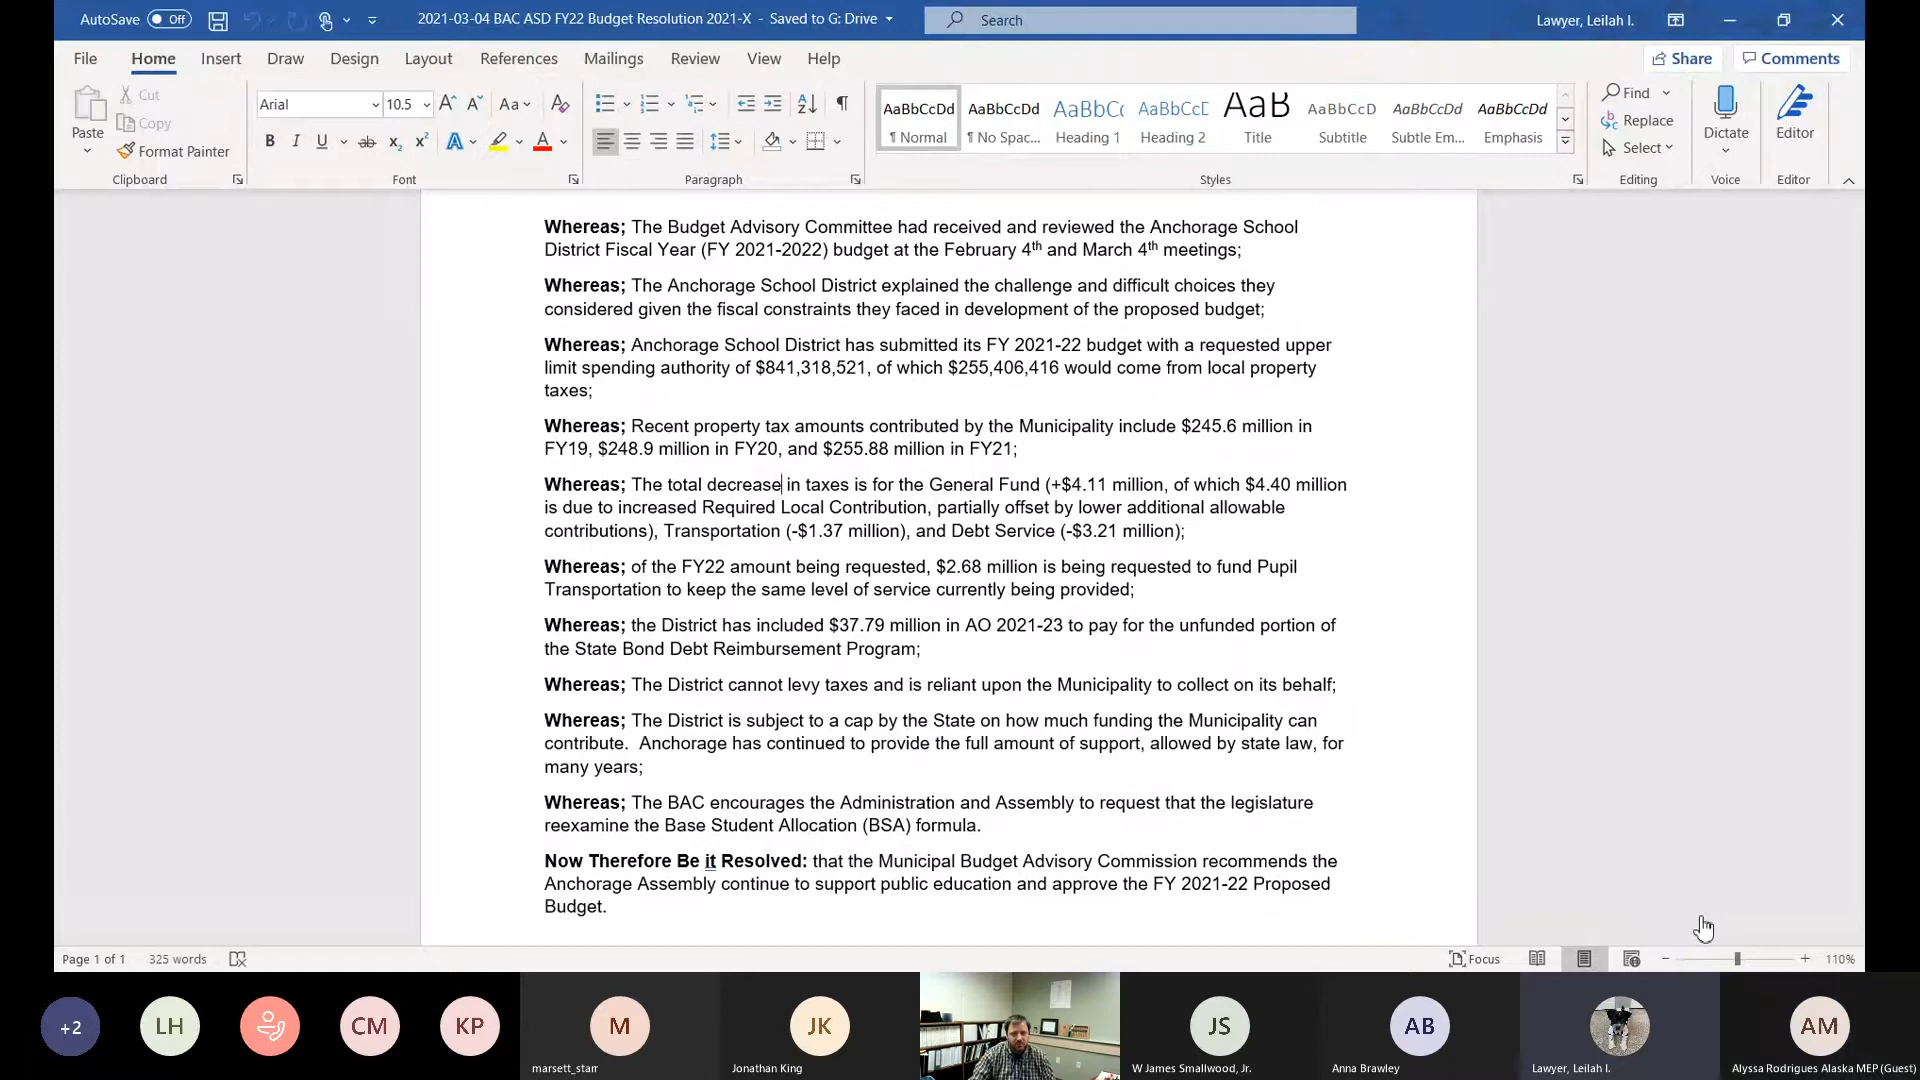 AutoSave Off 2021-03-04 BAC ASD FY22 Budget Resolution 2021-X - Saved to G: Drive Search Lawyer, Leilah I.
File Home Insert Draw Design Layout References Mailings Review View Help Share Comments
Paste Cut Copy Format Painter Clipboard
Arial 10.5 Font
Paragraph
AaBbCcDd ¶ Normal
AaBbCcDd ¶ No Spac...
AaBbC( Heading 1
AaBbCcE Heading 2
AaB Title
AaBbCcD Subtitle
AaBbCcDd Subtle Em...
AaBbCcDd Emphasis
Styles
Find Replace Select Editing
Dictate Voice
Editor Editor
Whereas; The Budget Advisory Committee had received and reviewed the Anchorage School
District Fiscal Year (FY 2021-2022) budget at the February 4th and March 4th meetings;
Whereas; The Anchorage School District explained the challenge and difficult choices they
considered given the fiscal constraints they faced in development of the proposed budget;
Whereas; Anchorage School District has submitted its FY 2021-22 budget with a requested upper
limit spending authority of $841,318,521, of which $255,406,416 would come from local property
taxes;
Whereas; Recent property tax amounts contributed by the Municipality include $245.6 million in
FY19, $248.9 million in FY20, and $255.88 million in FY21;
Whereas; The total decrease in taxes is for the General Fund (+$4.11 million, of which $4.40 million
is due to increased Required Local Contribution, partially offset by lower additional allowable
contributions), Transportation (-$1.37 million), and Debt Service (-$3.21 million);
Whereas; of the FY22 amount being requested, $2.68 million is being requested to fund Pupil
Transportation to keep the same level of service currently being provided;
Whereas; the District has included $37.79 million in AO 2021-23 to pay for the unfunded portion of
the State Bond Debt Reimbursement Program;
Whereas; The District cannot levy taxes and is reliant upon the Municipality to collect on its behalf;
Whereas; The District is subject to a cap by the State on how much funding the Municipality can
contribute.  Anchorage has continued to provide the full amount of support, allowed by state law, for
many years;
Whereas; The BAC encourages the Administration and Assembly to request that the legislature
reexamine the Base Student Allocation (BSA) formula.
Now Therefore Be it Resolved: that the Municipal Budget Advisory Commission recommends the
Anchorage Assembly continue to support public education and approve the FY 2021-22 Proposed
Budget.
Page 1 of 1 325 words Focus 110%
+2 LH CM KP M JK JS AB AM
marsett_starr Jonathan King W James Smallwood, Jr. Anna Brawley Lawyer, Leilah I. Alyssa Rodrigues Alaska MEP (Guest)